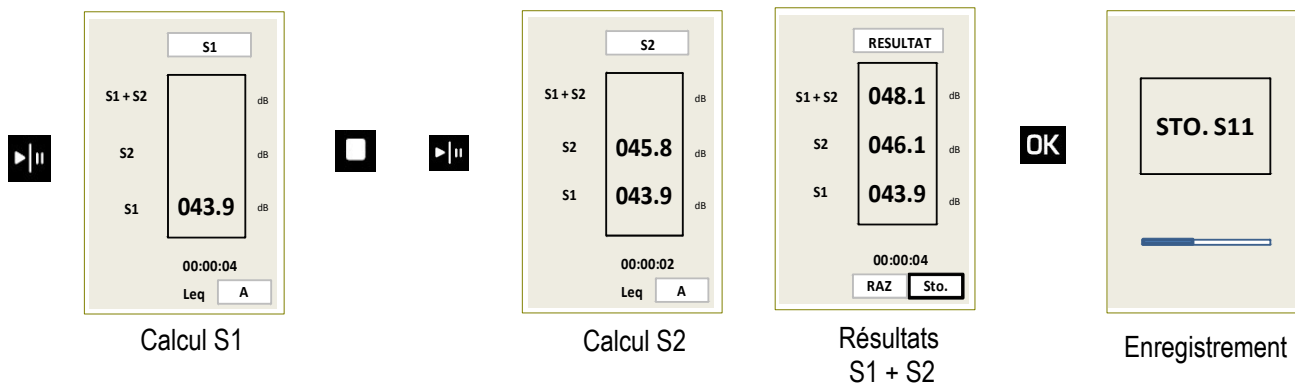 S1
S1 + S2 dB
S2 dB
S1 043.9 dB
00:00:04
Leq A
Calcul S1
S2
S1 + S2 dB
S2 045.8 dB
S1 043.9 dB
00:00:02
Leq A
Calcul S2
RESULTAT
S1 + S2 048.1 dB
S2 046.1 dB
S1 043.9 dB
00:00:04
RAZ Sto.
Résultats
S1 + S2
OK
STO. S11
Enregistrement